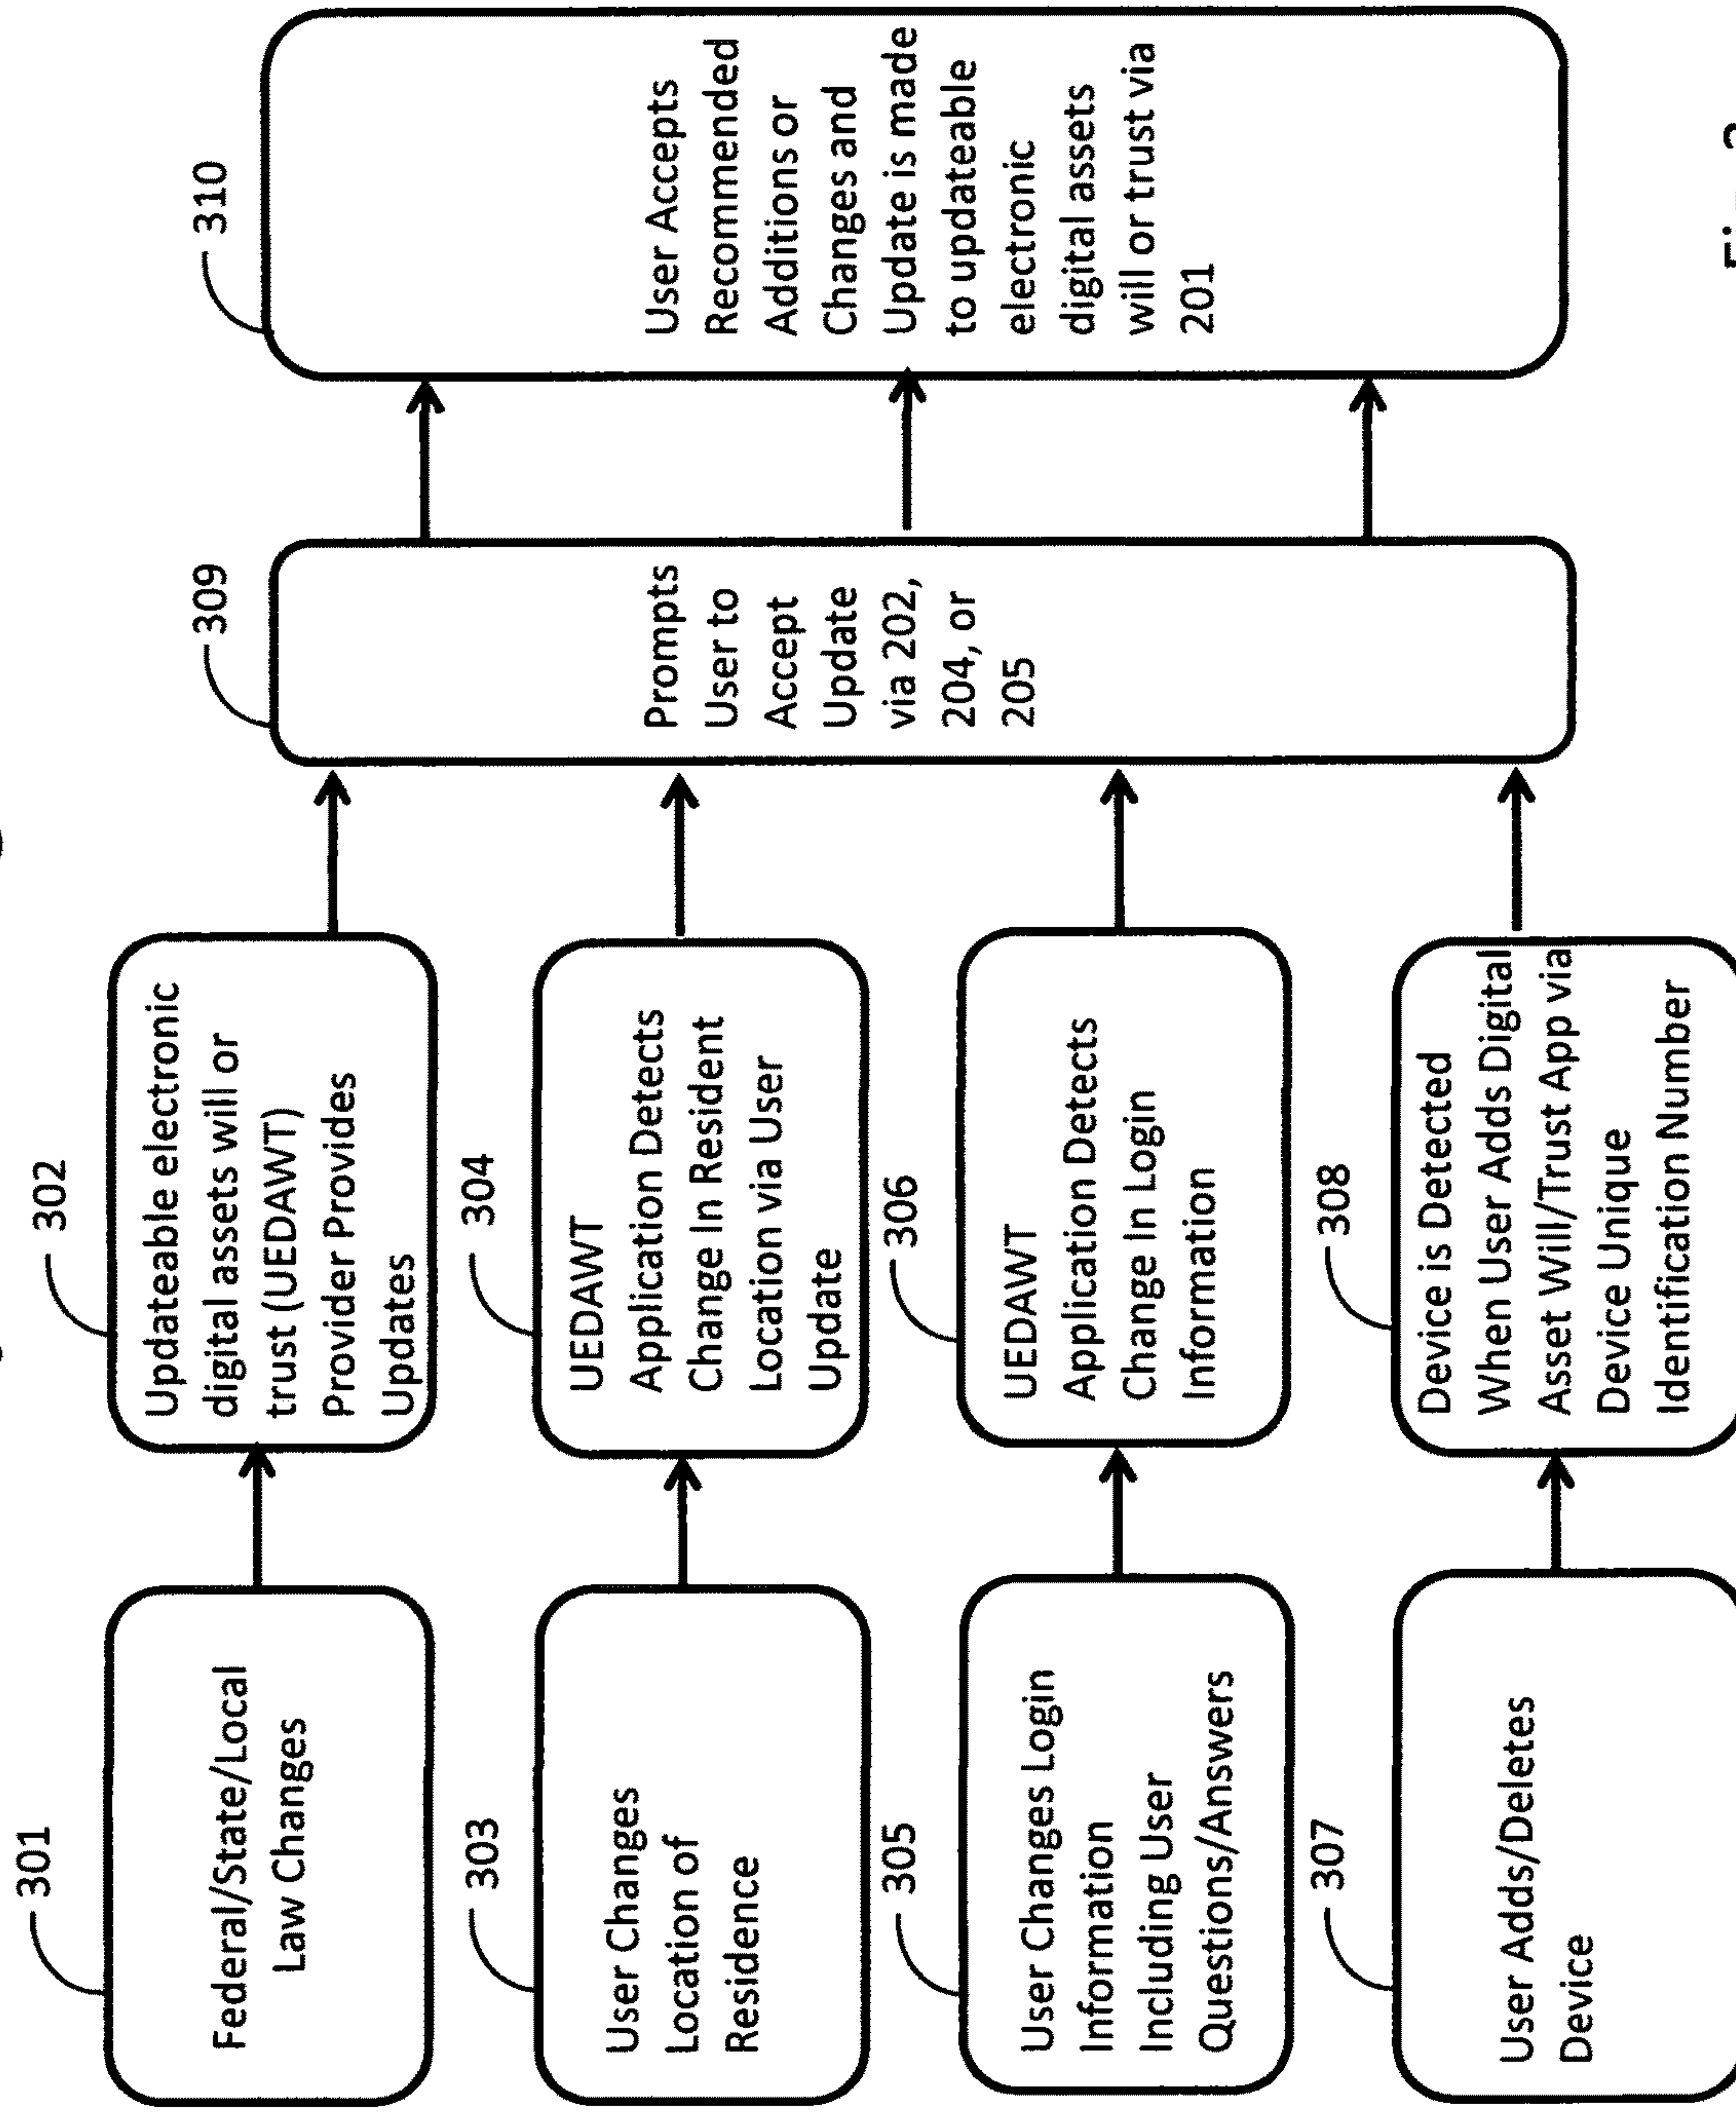 301
Federal/State/Local
Law Changes
302
Updateable electronic
digital assets will or
trust (UEDAWT)
Provider Provides
Updates
303
User Changes
Location of
Residence
304
UEDAWT
Application Detects
Change In Resident
Location via User
Update
305
User Changes Login
Information
Including User
Questions/Answers
306
UEDAWT
Application Detects
Change In Login
Information
307
User Adds/Deletes
Device
308
Device is Detected
When User Adds Digital
Asset Will/Trust App via
Device Unique
Identification Number
309
Prompts
User to
Accept
Update
via 202,
204, or
205
310
User Accepts
Recommended
Additions or
Changes and
Update is made
to updateable
electronic
digital assets
will or trust via
201